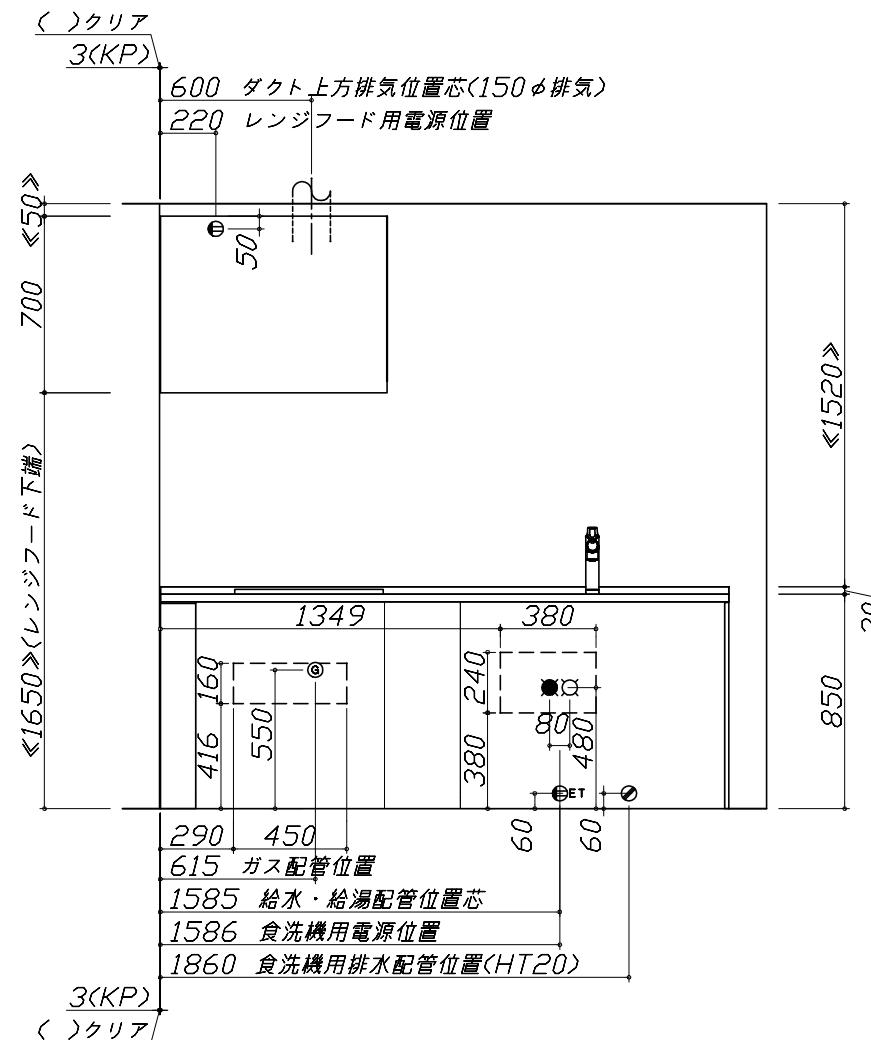 ( )クリア
3(KP)
600 ダクト上方排気位置芯(150φ排気)
220 レンジフード用電源位置
≪50≫
50
700
≪1520≫
≪1650≫(レンジフード下端)
1349
380
20
160
240
550
850
416
80
480
380
G
ET
60
60
290
450
615 ガス配管位置
1585 給水・給湯配管位置芯
1586 食洗機用電源位置
1860 食洗機用排水配管位置(HT20)
3(KP)
( )クリア